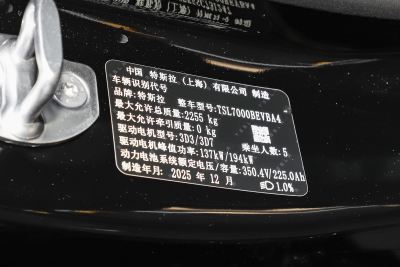 中国 特斯拉（上海）有限公司 制造
车辆识别代号
品牌：特斯拉 整车型号：TSL7000BEVBA4
最大允许总质量：2255 kg
最大允许牵引质量：0 kg
驱动电机型号：3D3/3D7 乘坐人数：5
驱动电机峰值功率：137kW/194kW
动力电池系统额定电压/容量：350.4V/225.0Ah
制造年月：2025 年 12 月 1.0%